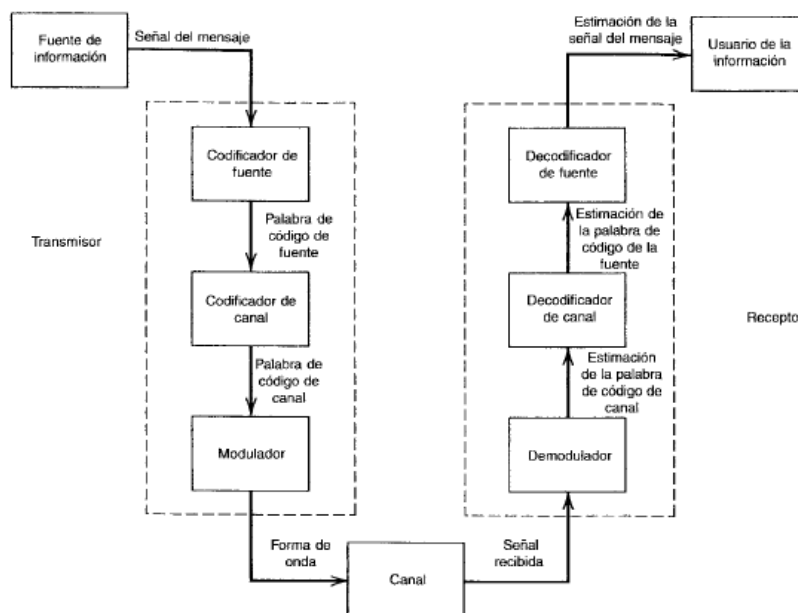 Fuente de
información
Señal del mensaje
Estimación de la
señal del mensaje
Usuario de la
información
Codificador de
fuente
Palabra de
código de
fuente
Transmisor
Codificador de
canal
Palabra de
código de
canal
Modulador
Forma de
onda
Canal
Señal
recibida
Demodulador
Estimación
de la palabra
de código de
canal
Decodificador
de canal
Estimación de
la palabra de
código de la
fuente
Decodificador
de fuente
Recepto